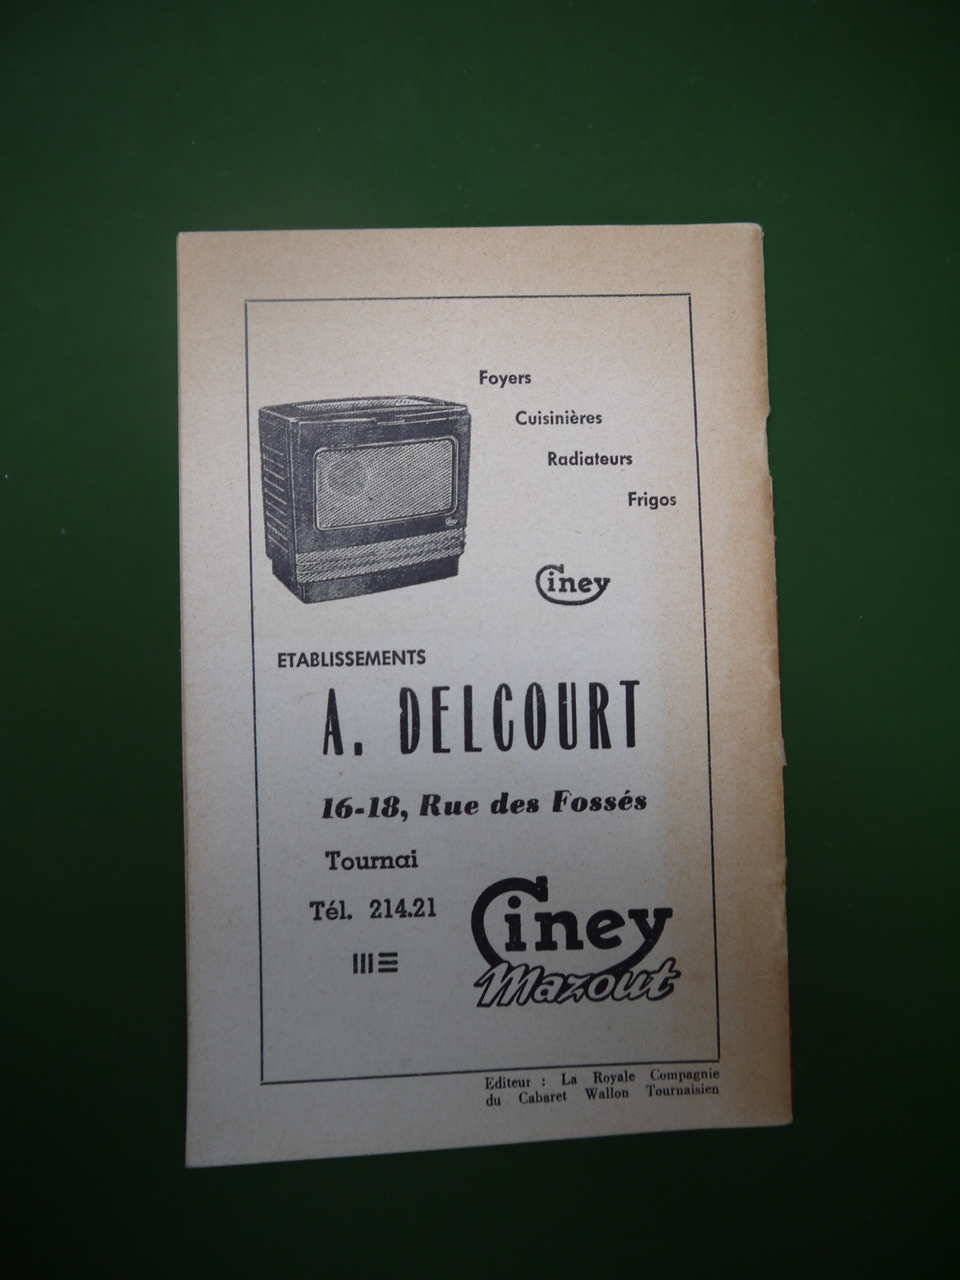 Foyers
Cuisinières
Radiateurs
Frigos
Ciney
Ciney
ETABLISSEMENTS
A. DELCOURT
16-18, Rue des Fossés
Tournai
Tél. 214.21
Ciney
Mazout
Editeur : La Royale Compagnie
du Cabaret Wallon Tournaisien